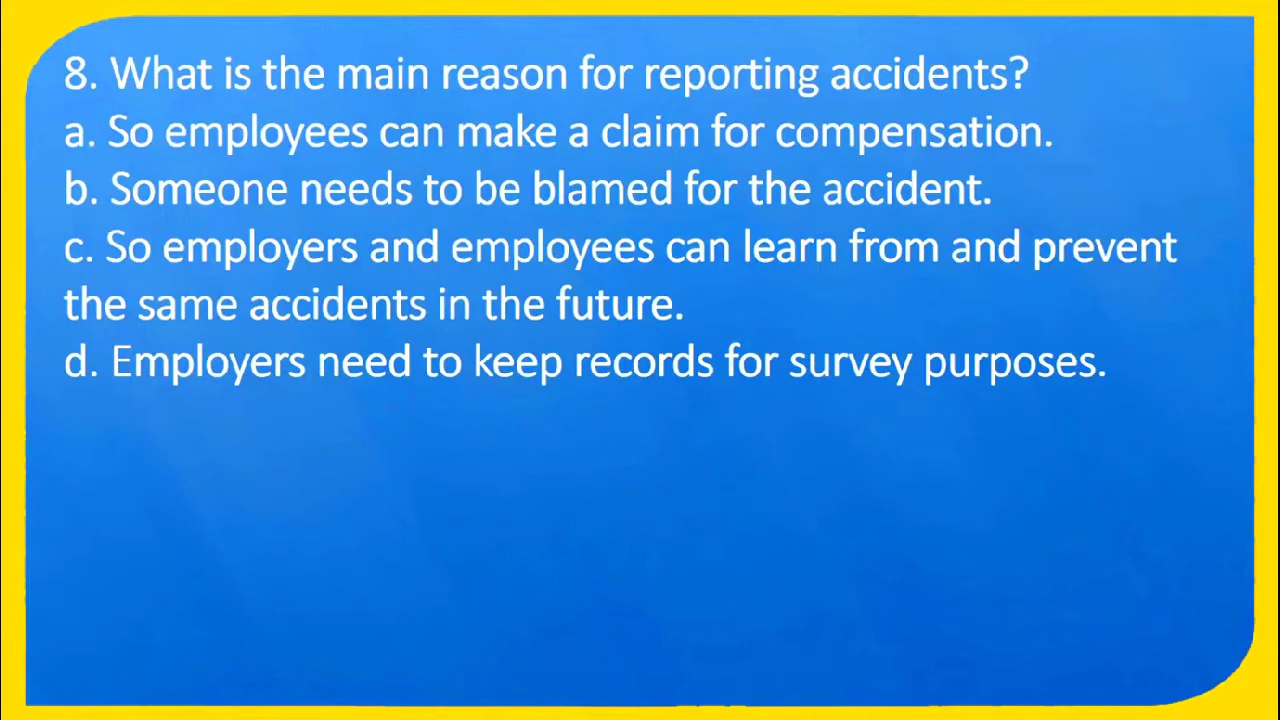 8. What is the main reason for reporting accidents?
a. So employees can make a claim for compensation.
b. Someone needs to be blamed for the accident.
c. So employers and employees can learn from and prevent
the same accidents in the future.
d. Employers need to keep records for survey purposes.